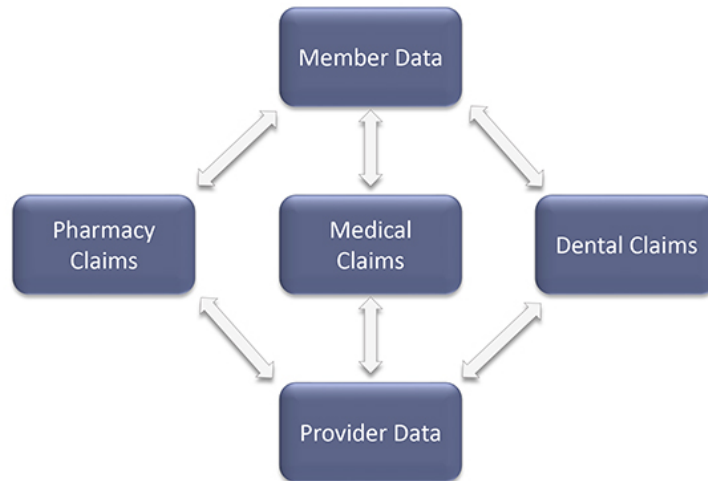 Member Data
Pharmacy
Claims
Medical
Claims
Dental Claims
Provider Data